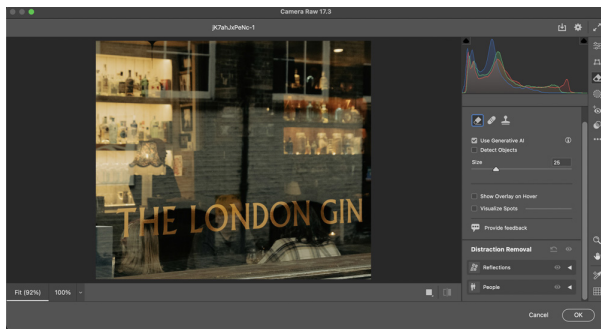 Camera Raw 17.3
jK7ahJxPeNc-1
THE LONDON GIN
Use Generative AI
Detect Objects
Size 25
Show Overlay on Hover
Visualize Spots
Provide feedback
Distraction Removal
Reflections
People
Fit (92%) 100%
Cancel OK